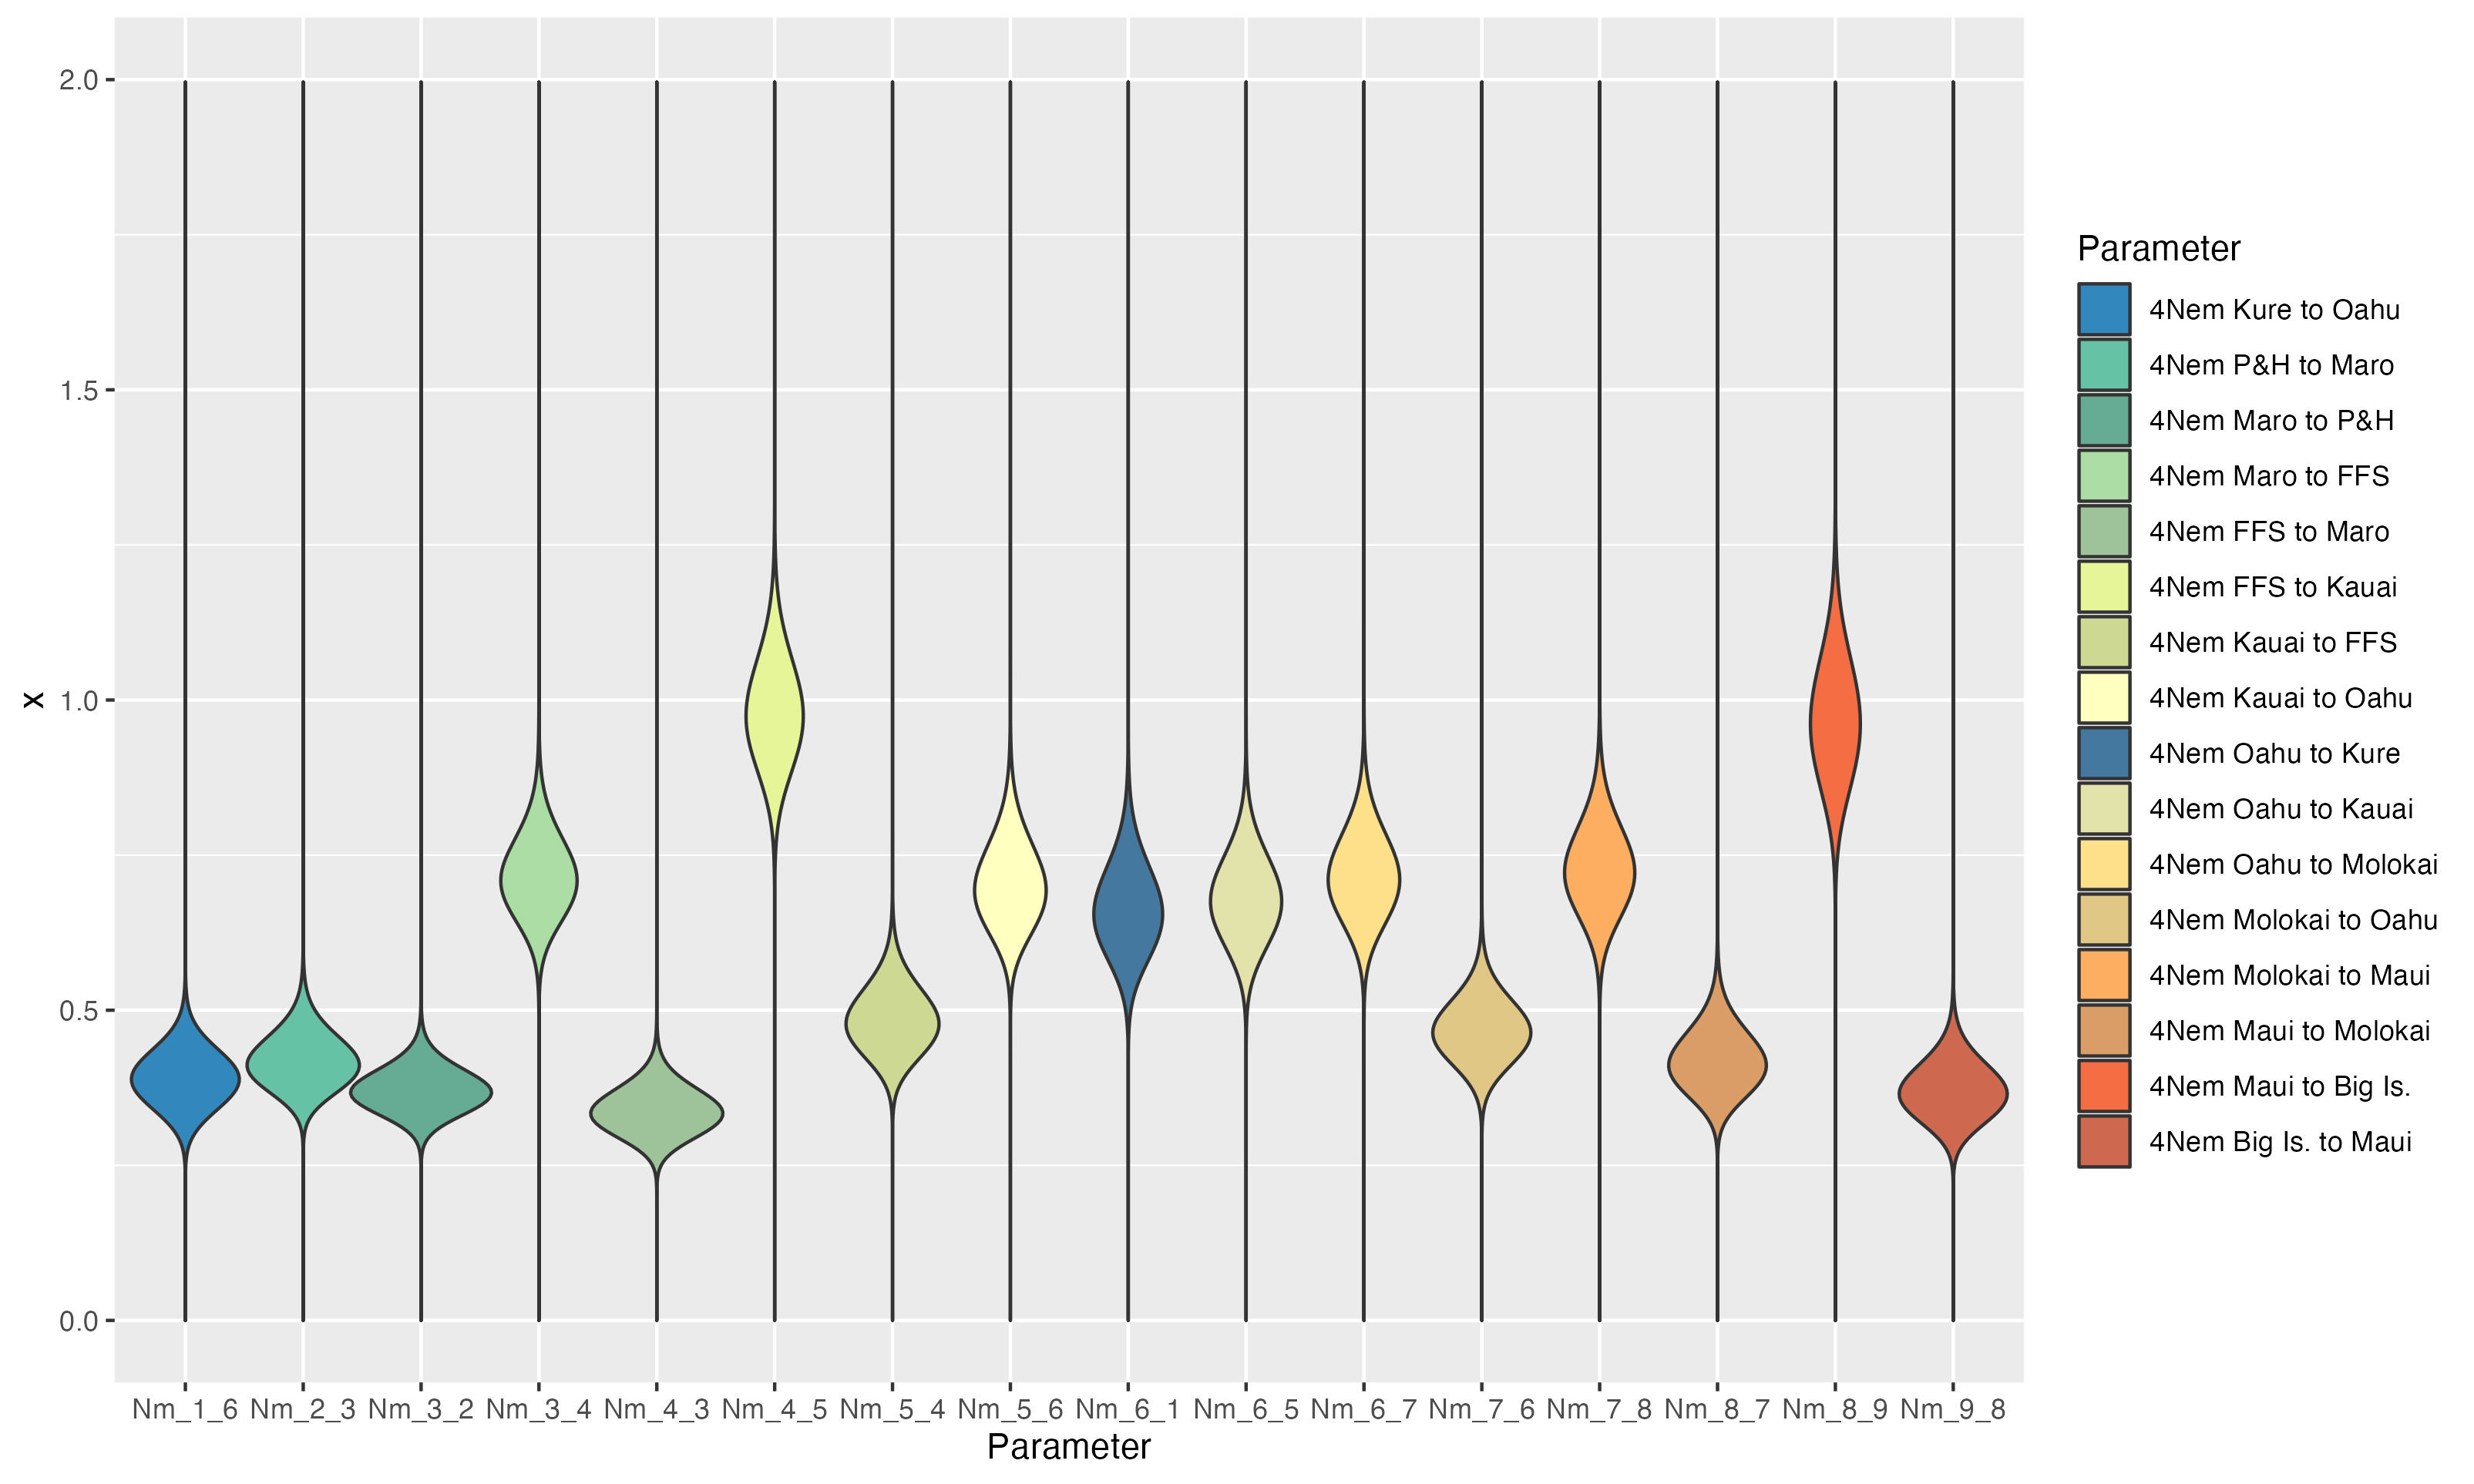 2.0
1.5
1.0
0.5
0.0
x
Nm_1_6 Nm_2_3 Nm_3_2 Nm_3_4 Nm_4_3 Nm_4_5 Nm_5_4 Nm_5_6 Nm_6_1 Nm_6_5 Nm_6_7 Nm_7_6 Nm_7_8 Nm_8_7 Nm_8_9 Nm_9_8
Parameter
Parameter
4Nem Kure to Oahu
4Nem P&H to Maro
4Nem Maro to P&H
4Nem Maro to FFS
4Nem FFS to Maro
4Nem FFS to Kauai
4Nem Kauai to FFS
4Nem Kauai to Oahu
4Nem Oahu to Kure
4Nem Oahu to Kauai
4Nem Oahu to Molokai
4Nem Molokai to Oahu
4Nem Molokai to Maui
4Nem Maui to Molokai
4Nem Maui to Big Is.
4Nem Big Is. to Maui